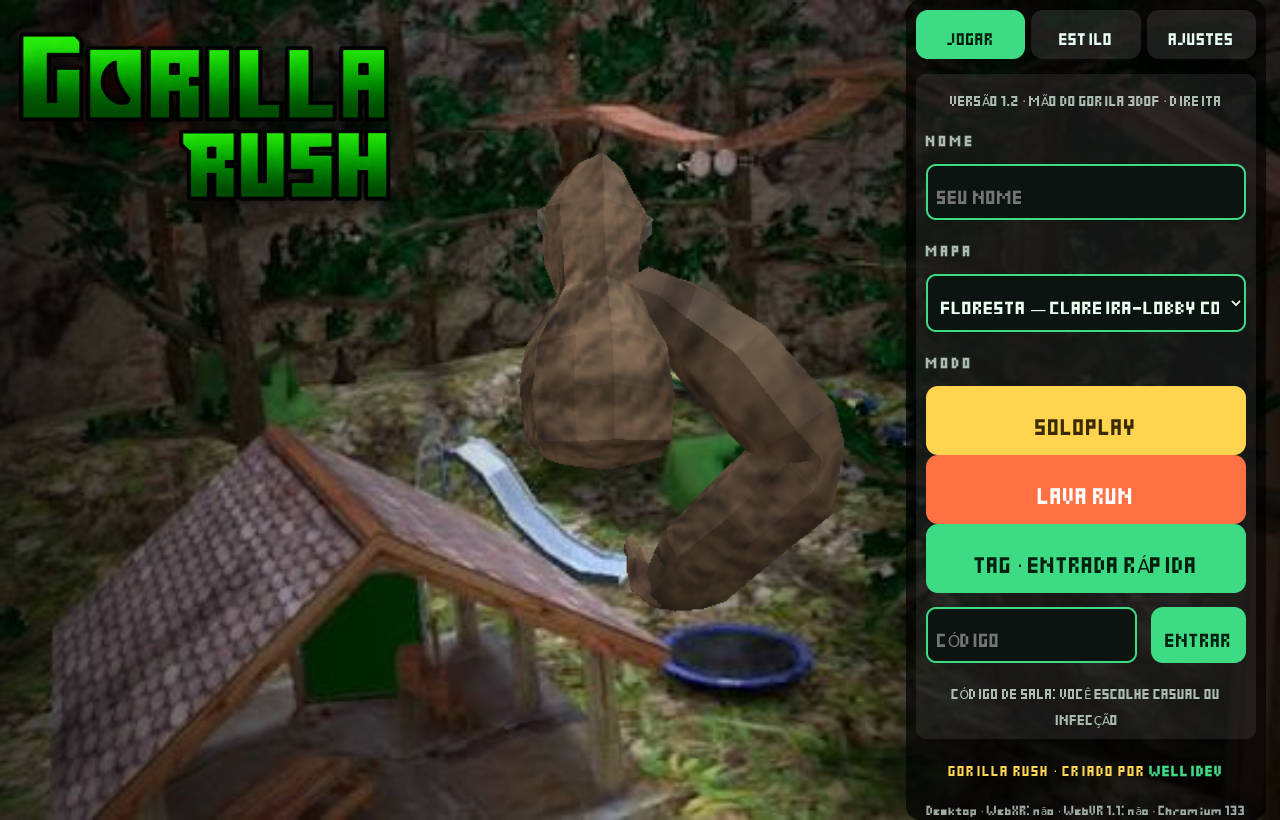 GORILLA
RUSH
JOGAR
ESTILO
AJUSTES
VERSÃO 1.2 · MÃO DO GORILA 3DOF · DIREITA
NOME
SEU NOME
MAPA
FLORESTA — CLAREIRA-LOBBY CO
MODO
SOLOPLAY
LAVA RUN
TAG · ENTRADA RÁPIDA
CÓDIGO
ENTRAR
CÓDIGO DE SALA: VOCÊ ESCOLHE CASUAL OU
INFECÇÃO
GORILLA RUSH · CRIADO POR WELLIDEV
Desktop · WebXR: não · WebVR 1.1: não · Chromium 133